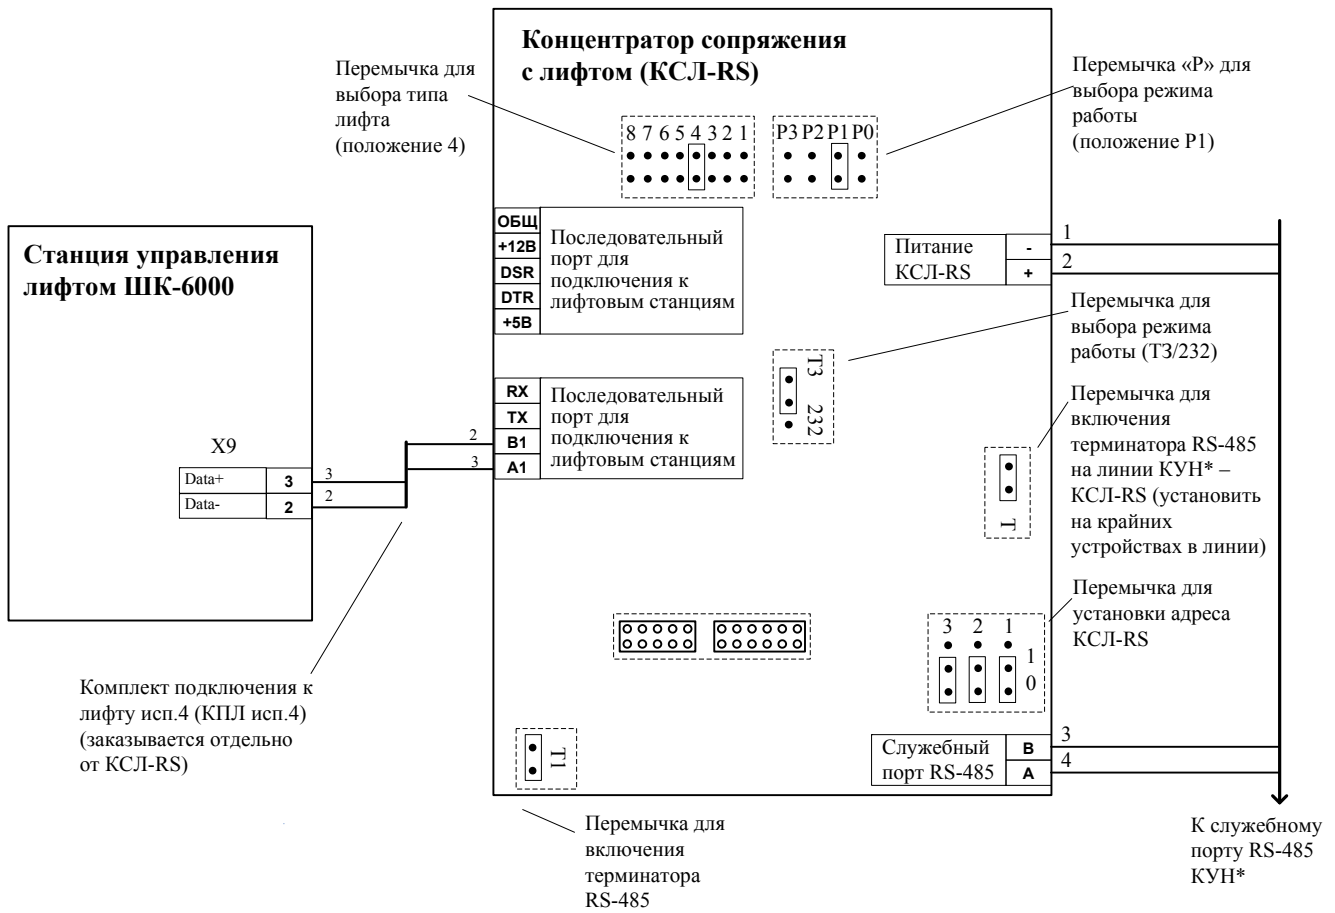 Концентратор сопряжения
с лифтом (КСЛ-RS)
Перемычка для
выбора типа
лифта
(положение 4)
8 7 6 5 4 3 2 1
P3 P2 P1 P0
Перемычка «Р» для
выбора режима
работы
(положение Р1)
Станция управления
лифтом ШК-6000
ОБЩ
+12В
DSR
DTR
+5В
Последовательный
порт для
подключения к
лифтовым станциям
Питание
КСЛ-RS
-
+
1
2
Перемычка для
выбора режима
работы (ТЗ/232)
ТЗ
232
RX
TX
B1
A1
Последовательный
порт для
подключения к
лифтовым станциям
2
3
X9
Data+
3
3
Data-
2
2
Перемычка для
включения
терминатора RS-485
на линии КУН* –
КСЛ-RS (установить
на крайних
устройствах в линии)
T
Перемычка для
установки адреса
КСЛ-RS
3 2 1
1
0
Комплект подключения к
лифту исп.4 (КПЛ исп.4)
(заказывается отдельно
от КСЛ-RS)
T1
Служебный
порт RS-485
B
A
3
4
Перемычка для
включения
терминатора
RS-485
К служебному
порту RS-485
КУН*